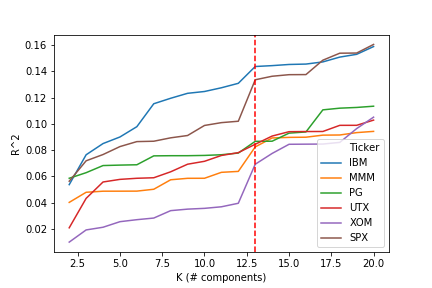 0.16
0.14
0.12
0.10
0.08
0.06
0.04
0.02
R^2
Ticker
IBM
MMM
PG
UTX
XOM
SPX
2.5 5.0 7.5 10.0 12.5 15.0 17.5 20.0
K (# components)